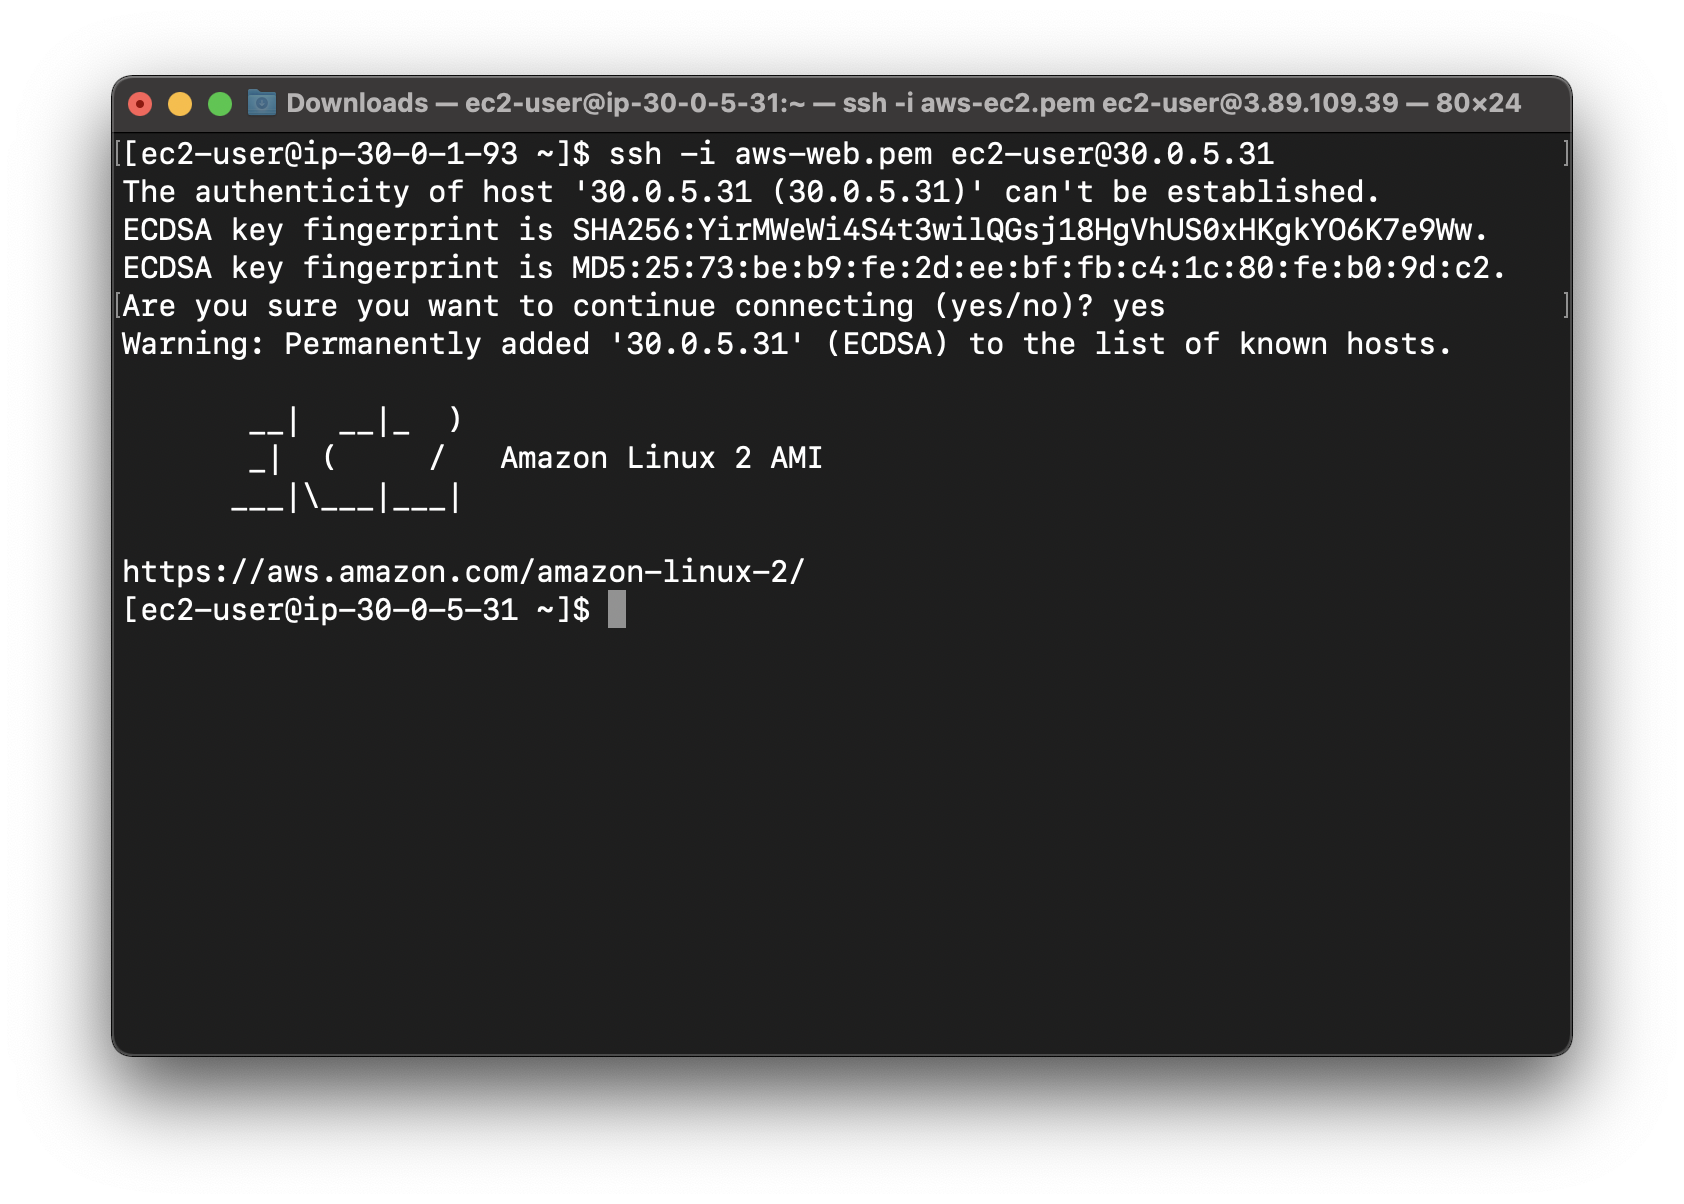 Downloads — ec2-user@ip-30-0-5-31:~ — ssh -i aws-ec2.pem ec2-user@3.89.109.39 — 80×24
[ec2-user@ip-30-0-1-93 ~]$ ssh -i aws-web.pem ec2-user@30.0.5.31
The authenticity of host '30.0.5.31 (30.0.5.31)' can't be established.
ECDSA key fingerprint is SHA256:YirMWeWi4S4t3wilQGsj18HgVhUS0xHKgkYO6K7e9Ww.
ECDSA key fingerprint is MD5:25:73:be:b9:fe:2d:ee:bf:fb:c4:1c:80:fe:b0:9d:c2.
Are you sure you want to continue connecting (yes/no)? yes
Warning: Permanently added '30.0.5.31' (ECDSA) to the list of known hosts.

       __|  __|_  )
       _|  (     /   Amazon Linux 2 AMI
      ___|\___|___|

https://aws.amazon.com/amazon-linux-2/
[ec2-user@ip-30-0-5-31 ~]$